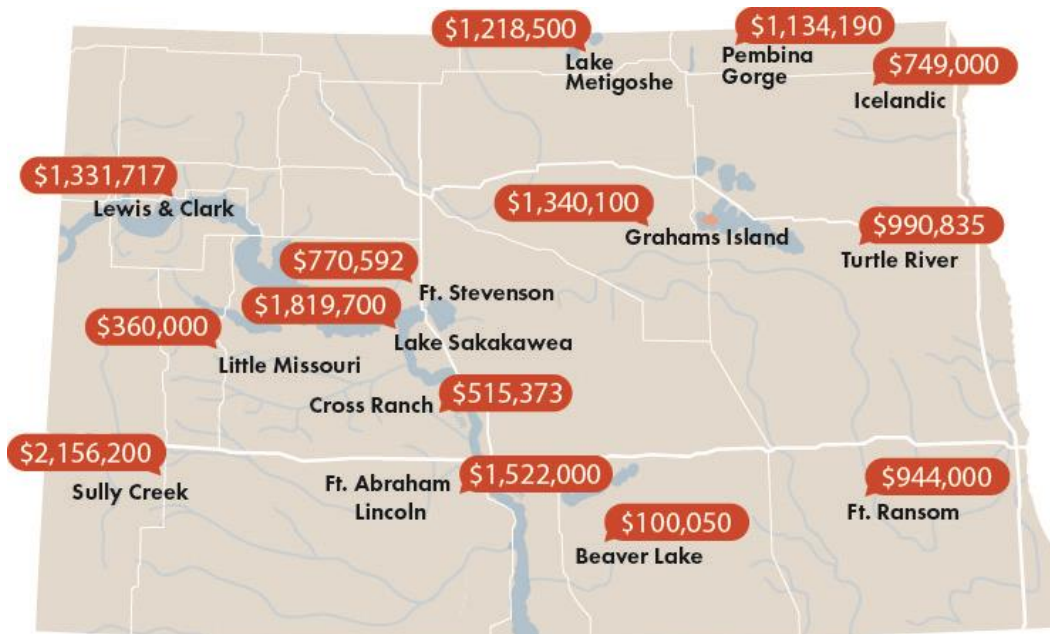 $1,218,500
Lake
Metigoshe
$1,134,190
Pembina
Gorge
$749,000
Icelandic
$1,331,717
Lewis & Clark
$1,340,100
Grahams Island
$990,835
Turtle River
$770,592
Ft. Stevenson
$1,819,700
Lake Sakakawea
$360,000
Little Missouri
$515,373
Cross Ranch
$2,156,200
Sully Creek
$1,522,000
Ft. Abraham
Lincoln
$944,000
Ft. Ransom
$100,050
Beaver Lake